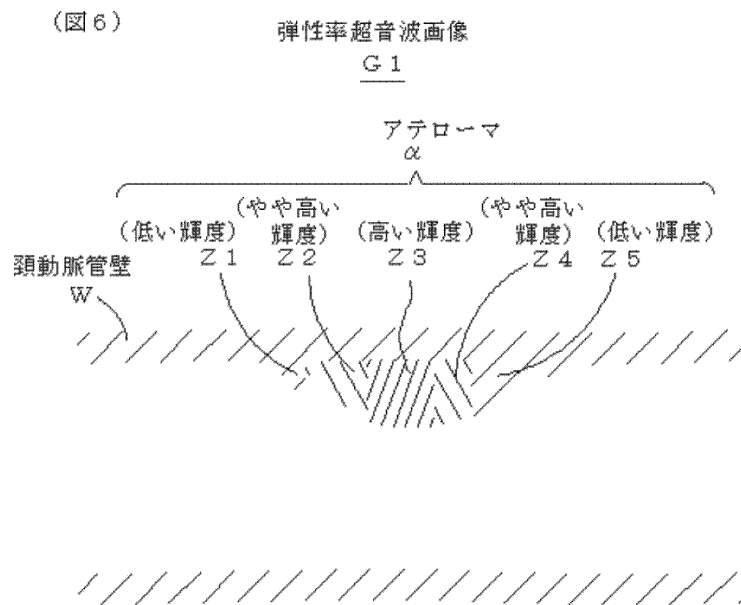 (図6)
弾性率超音波画像
G1
アテローマ
α
(低い輝度)
Z1
(やや高い
輝度)
Z2
(高い輝度)
Z3
(やや高い
輝度)
Z4
(低い輝度)
Z5
頸動脈管壁
W